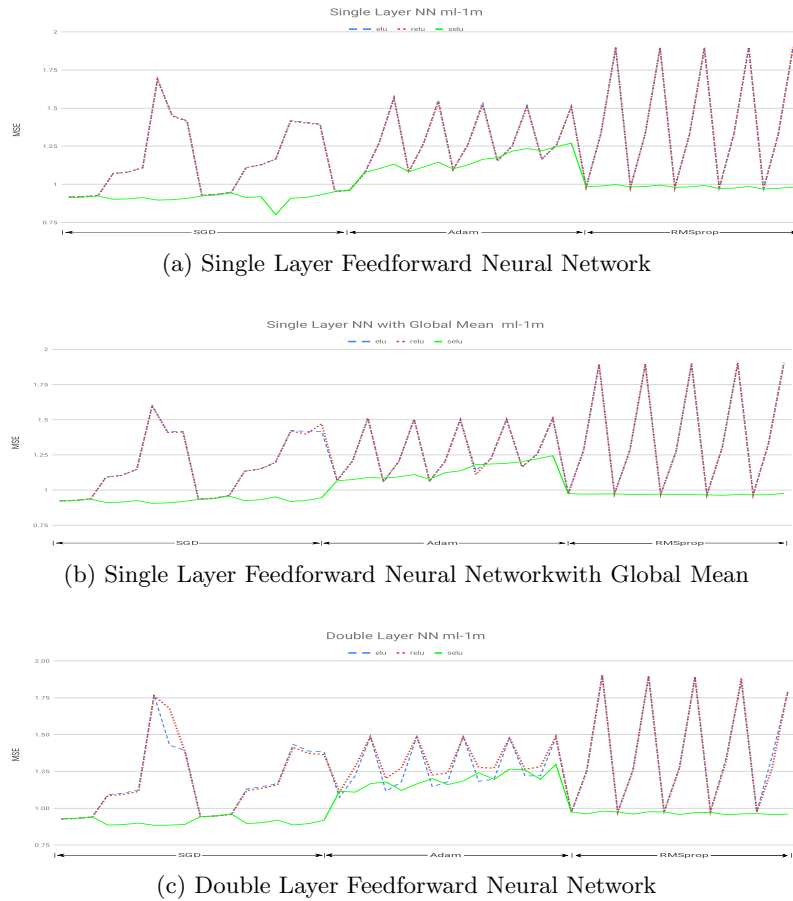 Single Layer NN ml-1m
elu relu selu
2
1.75
1.5
1.25
1
0.75
MSE
SGD Adam RMSprop
(a) Single Layer Feedforward Neural Network
Single Layer NN with Global Mean ml-1m
elu relu selu
2
1.75
1.5
1.25
1
0.75
MSE
SGD Adam RMSprop
(b) Single Layer Feedforward Neural Networkwith Global Mean
Double Layer NN ml-1m
elu relu selu
2.00
1.75
1.50
1.25
1.00
0.75
MSE
SGD Adam RMSprop
(c) Double Layer Feedforward Neural Network